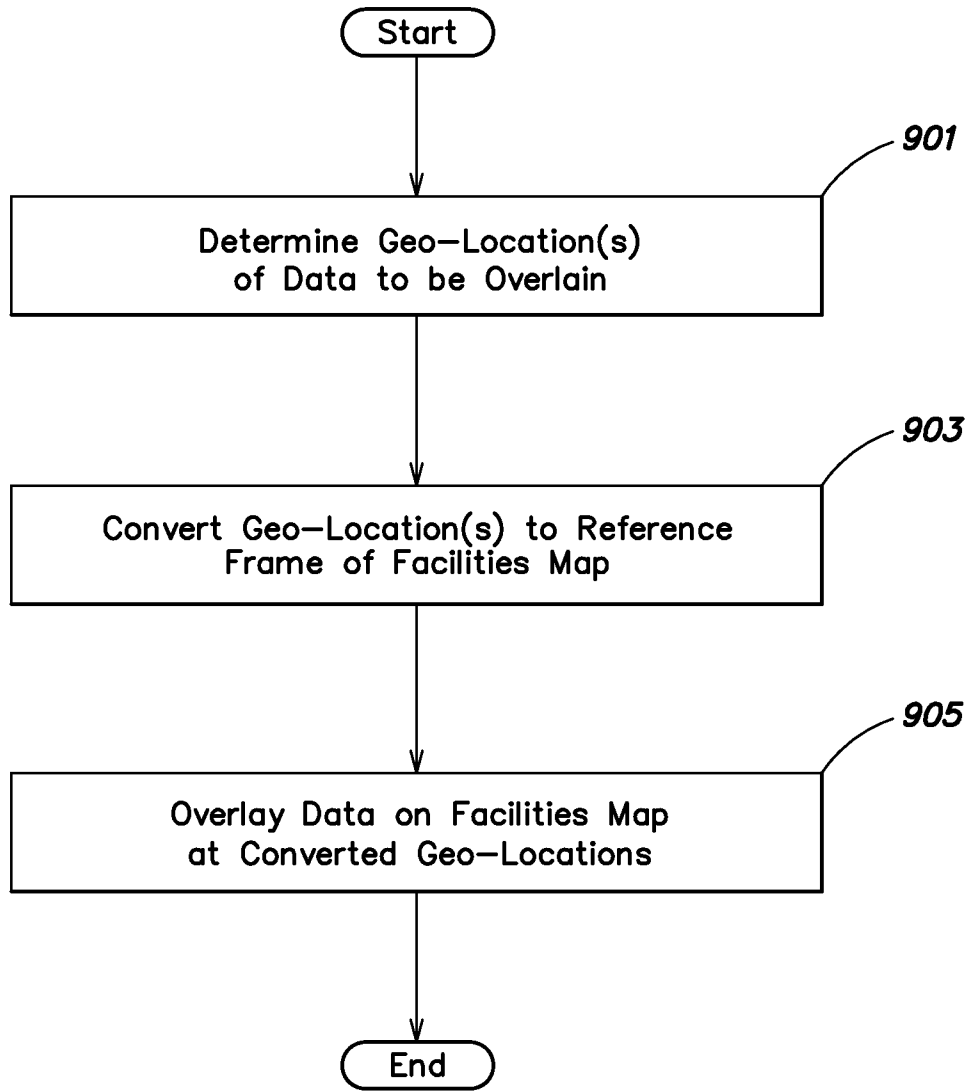 Start
901
Determine Geo-Location(s)
of Data to be Overlain
903
Convert Geo-Location(s) to Reference
Frame of Facilities Map
905
Overlay Data on Facilities Map
at Converted Geo-Locations
End